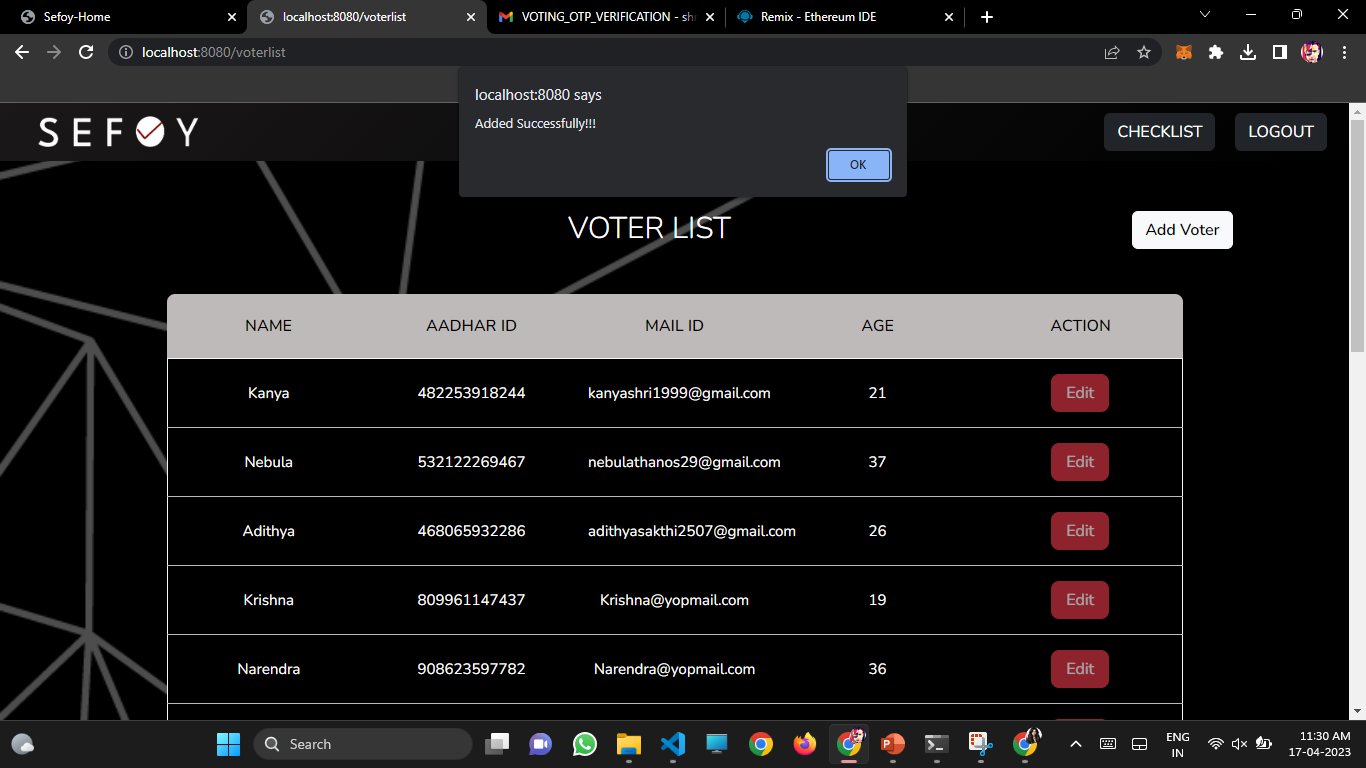 Sefoy-Home
localhost:8080/voterlist
VOTING_OTP_VERIFICATION - shr
Remix - Ethereum IDE
localhost:8080/voterlist
localhost:8080 says
Added Successfully!!!
OK
SEFOY
CHECKLIST
LOGOUT
VOTER LIST
Add Voter
NAME AADHAR ID MAIL ID AGE ACTION
Kanya 482253918244 kanyashri1999@gmail.com 21 Edit
Nebula 532122269467 nebulathanos29@gmail.com 37 Edit
Adithya 468065932286 adithyasakthi2507@gmail.com 26 Edit
Krishna 809961147437 Krishna@yopmail.com 19 Edit
Narendra 908623597782 Narendra@yopmail.com 36 Edit
Search
ENG
IN
11:30 AM
17-04-2023